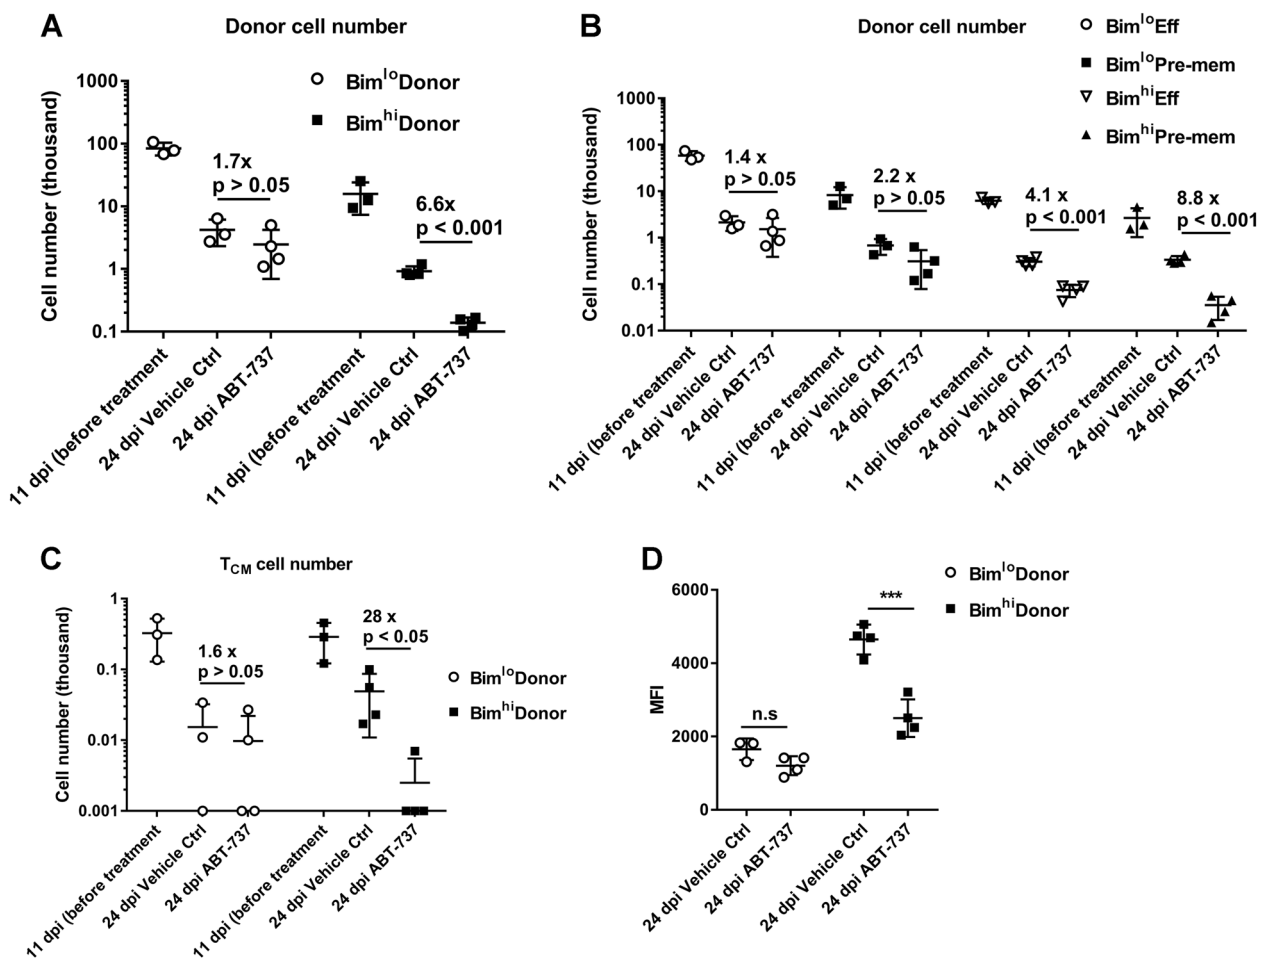 A
Donor cell number
Cell number (thousand)
1000
100
10
1
0.1
Bim^lo Donor
Bim^hi Donor
1.7x
p > 0.05
6.6x
p < 0.001
11 dpi (before treatment)
24 dpi Vehicle Ctrl
24 dpi ABT-737
11 dpi (before treatment)
24 dpi Vehicle Ctrl
24 dpi ABT-737
B
Donor cell number
Cell number (thousand)
1000
100
10
1
0.1
0.01
Bim^lo Eff
Bim^lo Pre-mem
Bim^hi Eff
Bim^hi Pre-mem
1.4 x
p > 0.05
2.2 x
p > 0.05
4.1 x
p < 0.001
8.8 x
p < 0.001
11 dpi (before treatment)
24 dpi Vehicle Ctrl
24 dpi ABT-737
11 dpi (before treatment)
24 dpi Vehicle Ctrl
24 dpi ABT-737
11 dpi (before treatment)
24 dpi Vehicle Ctrl
24 dpi ABT-737
11 dpi (before treatment)
24 dpi Vehicle Ctrl
24 dpi ABT-737
C
T_CM cell number
Cell number (thousand)
1
0.1
0.01
0.001
1.6 x
p > 0.05
28 x
p < 0.05
Bim^lo Donor
Bim^hi Donor
11 dpi (before treatment)
24 dpi Vehicle Ctrl
24 dpi ABT-737
11 dpi (before treatment)
24 dpi Vehicle Ctrl
24 dpi ABT-737
D
MFI
6000
4000
2000
0
n.s
***
Bim^lo Donor
Bim^hi Donor
24 dpi Vehicle Ctrl
24 dpi ABT-737
24 dpi Vehicle Ctrl
24 dpi ABT-737